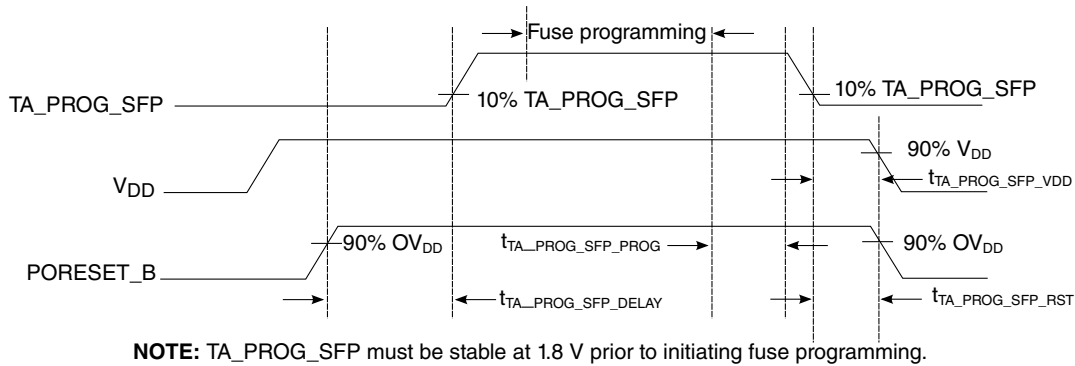 Fuse programming
TA_PROG_SFP
10% TA_PROG_SFP
10% TA_PROG_SFP
90% VDD
VDD
tTA_PROG_SFP_VDD
90% OVDD
tTA_PROG_SFP_PROG
90% OVDD
PORESET_B
tTA_PROG_SFP_DELAY
tTA_PROG_SFP_RST
NOTE: TA_PROG_SFP must be stable at 1.8 V prior to initiating fuse programming.